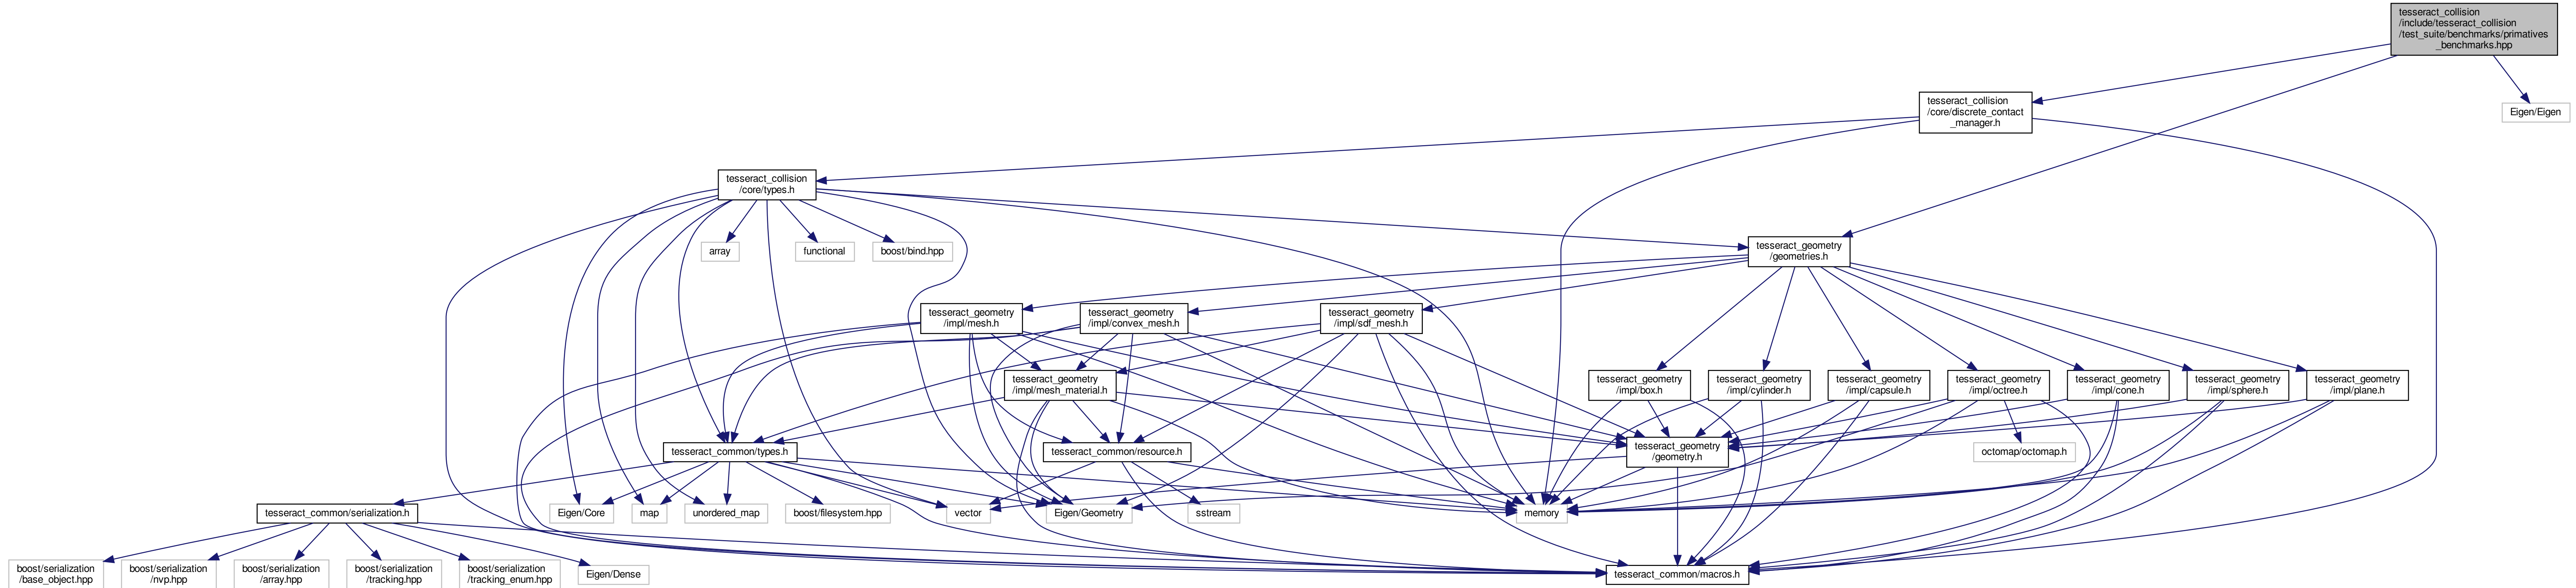 tesseract_collision
/include/tesseract_collision
/test_suite/benchmarks/primatives
_benchmarks.hpp
tesseract_collision
/core/discrete_contact
_manager.h
Eigen/Eigen
tesseract_collision
/core/types.h
array
functional
boost/bind.hpp
tesseract_geometry
/geometries.h
tesseract_geometry
/impl/mesh.h
tesseract_geometry
/impl/convex_mesh.h
tesseract_geometry
/impl/sdf_mesh.h
tesseract_geometry
/impl/mesh_material.h
tesseract_geometry
/impl/box.h
tesseract_geometry
/impl/cylinder.h
tesseract_geometry
/impl/capsule.h
tesseract_geometry
/impl/octree.h
tesseract_geometry
/impl/cone.h
tesseract_geometry
/impl/sphere.h
tesseract_geometry
/impl/plane.h
tesseract_common/types.h
tesseract_common/resource.h
tesseract_geometry
/geometry.h
octomap/octomap.h
tesseract_common/serialization.h
Eigen/Core
map
unordered_map
boost/filesystem.hpp
vector
Eigen/Geometry
sstream
memory
boost/serialization
/base_object.hpp
boost/serialization
/nvp.hpp
boost/serialization
/array.hpp
boost/serialization
/tracking.hpp
boost/serialization
/tracking_enum.hpp
Eigen/Dense
tesseract_common/macros.h